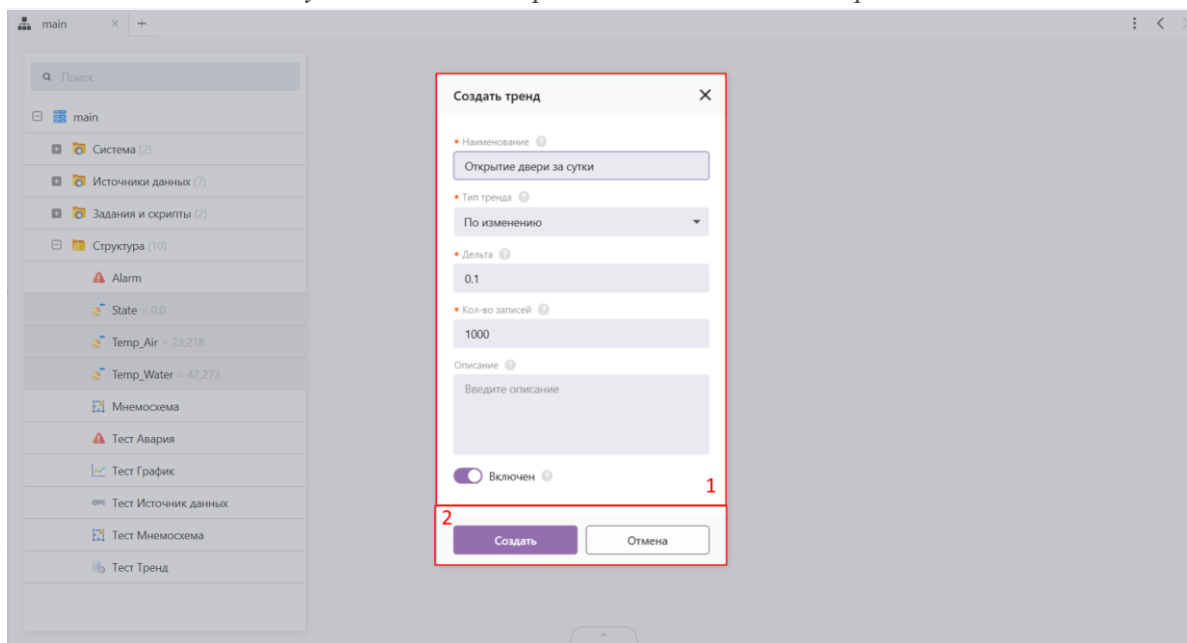 main
Поиск
main
Система (2)
Источники данных (7)
Задания и скрипты (2)
Структура (10)
Alarm
State = 0,0
Temp_Air = 23,218
Temp_Water = 42,273
Мнемосхема
Тест Авария
Тест График
OPC Тест Источник данных
Тест Мнемосхема
Тест Тренд
Создать тренд
• Наименование
Открытие двери за сутки
• Тип тренда
По изменению
• Дельта
0.1
• Кол-во записей
1000
Описание
Введите описание
Включен
1
2
Создать Отмена